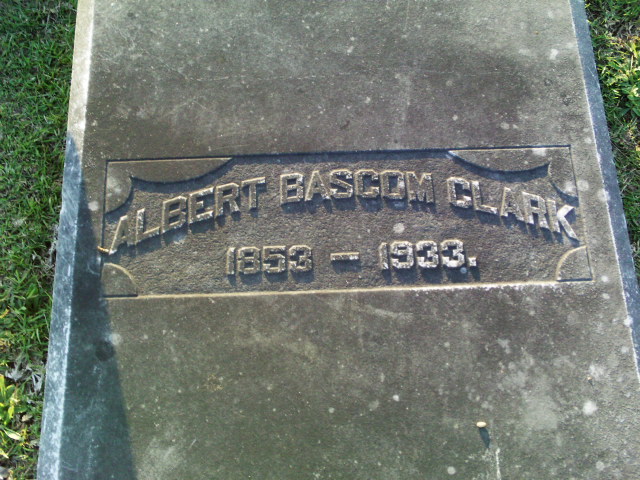 ALBERT BASCOM CLARK
1853 – 1933.